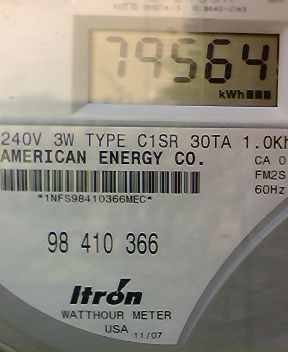 79564
kWh
240V 3W TYPE C1SR 30TA 1.0Kh
AMERICAN ENERGY CO.
CA 0
FM2S
60Hz
*1NFS98410366MEC*
98 410 366
Itron
WATTHOUR METER
USA 11/07